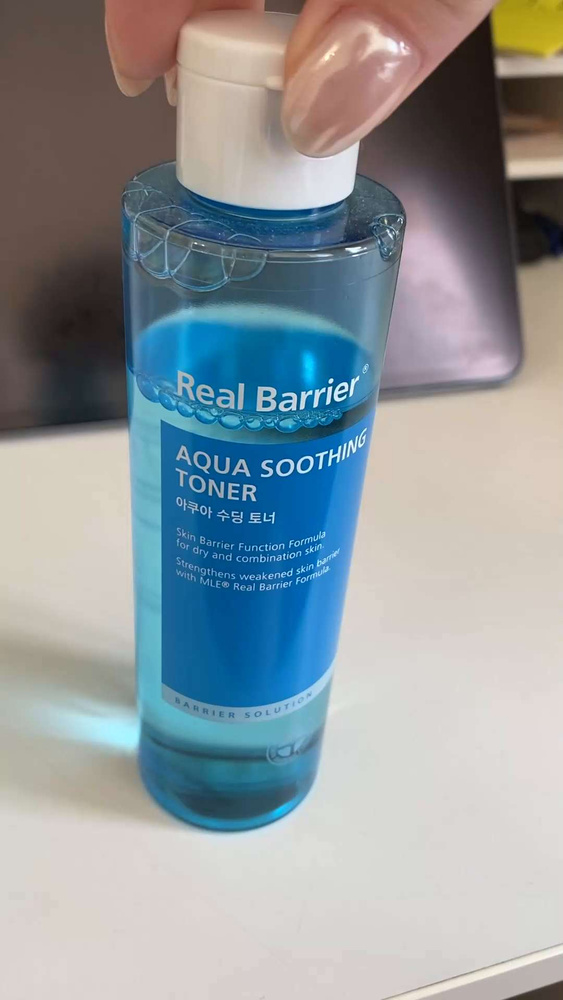 Real Barrier®
AQUA SOOTHING
TONER
아쿠아 수딩 토너
Skin Barrier Function Formula
for dry and combination skin.
Strengthens weakened skin barrier
with MLE® Real Barrier Formula.
BARRIER SOLUTION